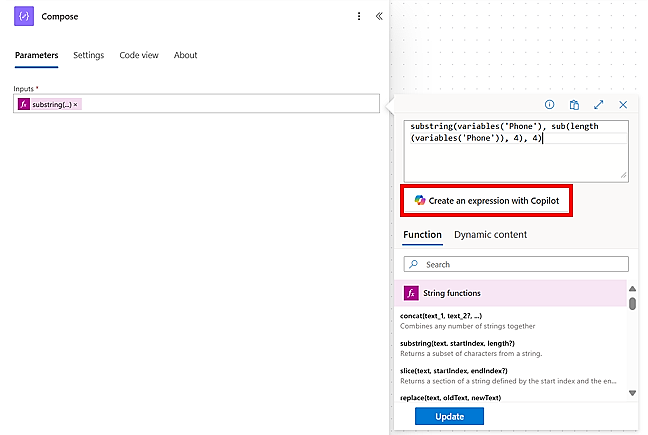 Compose
Parameters Settings Code view About
Inputs *
fx substring(...) ×
substring(variables('Phone'), sub(length
(variables('Phone')), 4), 4)
Create an expression with Copilot
Function Dynamic content
Search
fx String functions
concat(text_1, text_2?, ...)
Combines any number of strings together
substring(text, startIndex, length?)
Returns a subset of characters from a string.
slice(text, startIndex, endIndex?)
Returns a section of a string defined by the start index and the en...
replace(text, oldText, newText)
Update